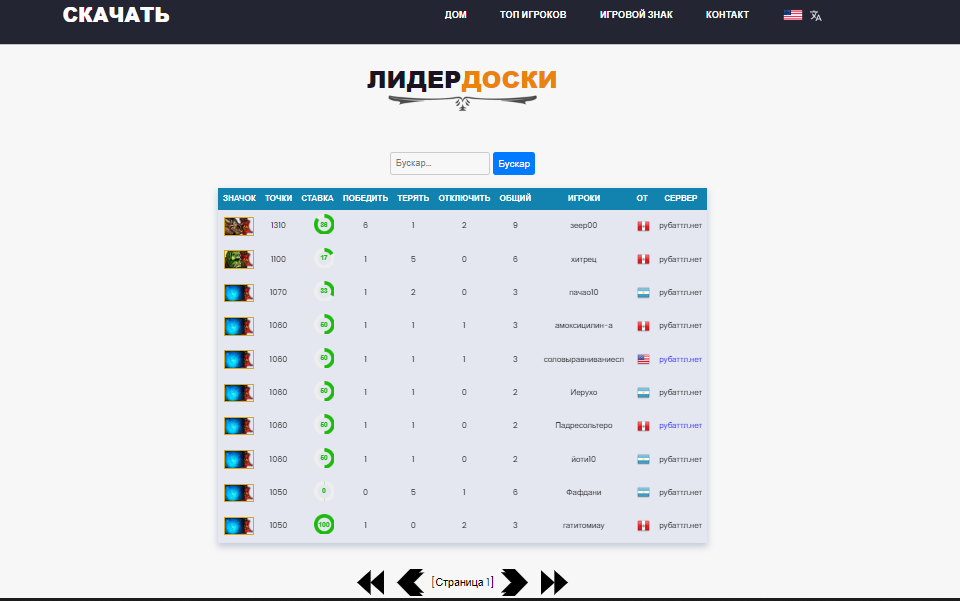 СКАЧАТЬ ДОМ ТОП ИГРОКОВ ИГРОВОЙ ЗНАК КОНТАКТ
ЛИДЕРДОСКИ
Бускар... Бускар
ЗНАЧОК ТОЧКИ СТАВКА ПОБЕДИТЬ ТЕРЯТЬ ОТКЛЮЧИТЬ ОБЩИЙ ИГРОКИ ОТ СЕРВЕР
1310 86 6 1 2 9 зеер00 рубаттл.нет
1100 17 1 5 0 6 хитрец рубаттл.нет
1070 33 1 2 0 3 пачао10 рубаттл.нет
1060 50 1 1 1 3 амоксицилин-а рубаттл.нет
1060 50 1 1 1 3 соловыравниваниесп рубаттл.нет
1060 50 1 1 0 2 Иерухо рубаттл.нет
1060 50 1 1 0 2 Падресольтеро рубаттл.нет
1060 50 1 1 0 2 йоти10 рубаттл.нет
1050 0 0 5 1 6 Фафдани рубаттл.нет
1050 100 1 0 2 3 гатитомиау рубаттл.нет
[Страница 1]